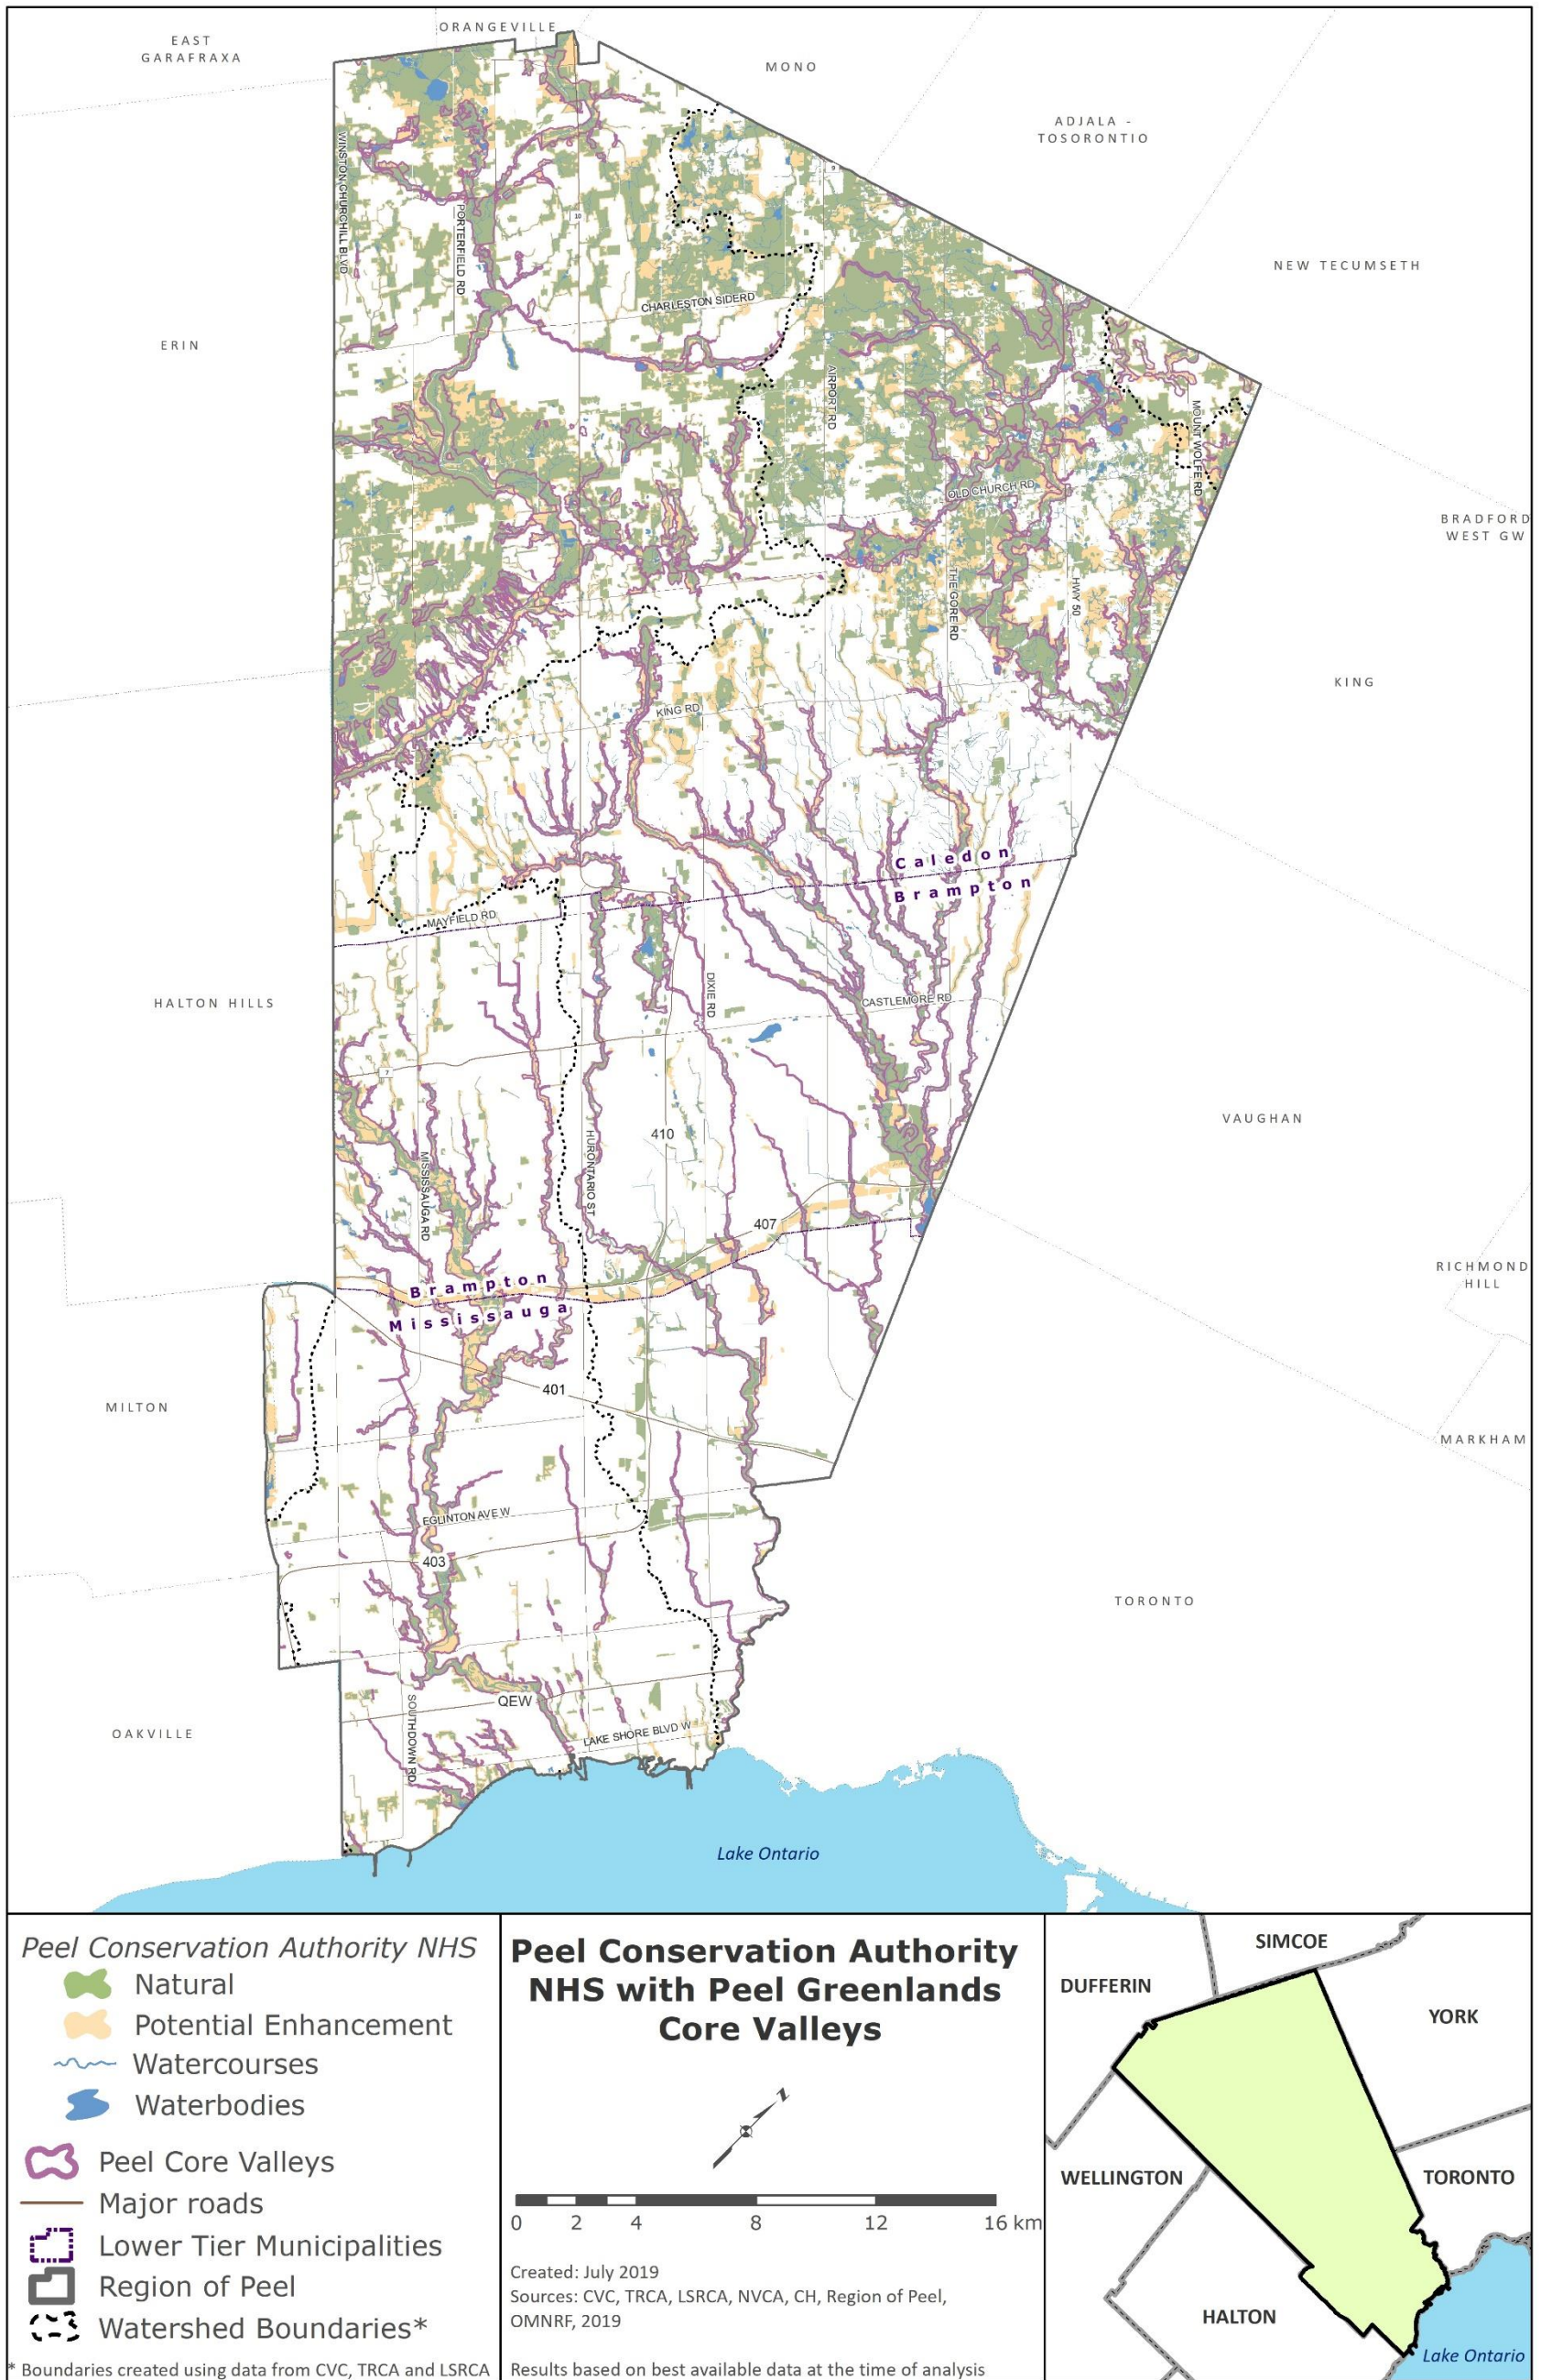 ORANGEVILLE
EAST
GARAFRAXA
MONO
ADJALA -
TOSORONTIO
9
WINSTON CHURCHILL BLVD
PORTERFIELD RD
10
NEW TECUMSETH
CHARLESTON SIDERD
ERIN
AIRPORT RD
MOUNT WOLFE RD
OLD CHURCH RD
BRADFORD
WEST GW
THE GORE RD
HWY 50
KING
KING RD
Caledon
Brampton
MAYFIELD RD
HALTON HILLS
DIXIE RD
CASTLEMORE RD
7
VAUGHAN
410
HURONTARIO ST
MISSISSAUGA RD
407
RICHMOND
HILL
Brampton
Mississauga
401
MILTON
MARKHAM
EGLINTON AVE W
403
TORONTO
SOUTHDOWN RD
QEW
OAKVILLE
LAKE SHORE BLVD W
Lake Ontario
Peel Conservation Authority NHS
Natural
Potential Enhancement
Watercourses
Waterbodies
Peel Core Valleys
Major roads
Lower Tier Municipalities
Region of Peel
Watershed Boundaries*
* Boundaries created using data from CVC, TRCA and LSRCA
Peel Conservation Authority
NHS with Peel Greenlands
Core Valleys
Z
0 2 4 8 12 16 km
Created: July 2019
Sources: CVC, TRCA, LSRCA, NVCA, CH, Region of Peel,
OMNRF, 2019
Results based on best available data at the time of analysis
SIMCOE
DUFFERIN
YORK
WELLINGTON
TORONTO
HALTON
Lake Ontario